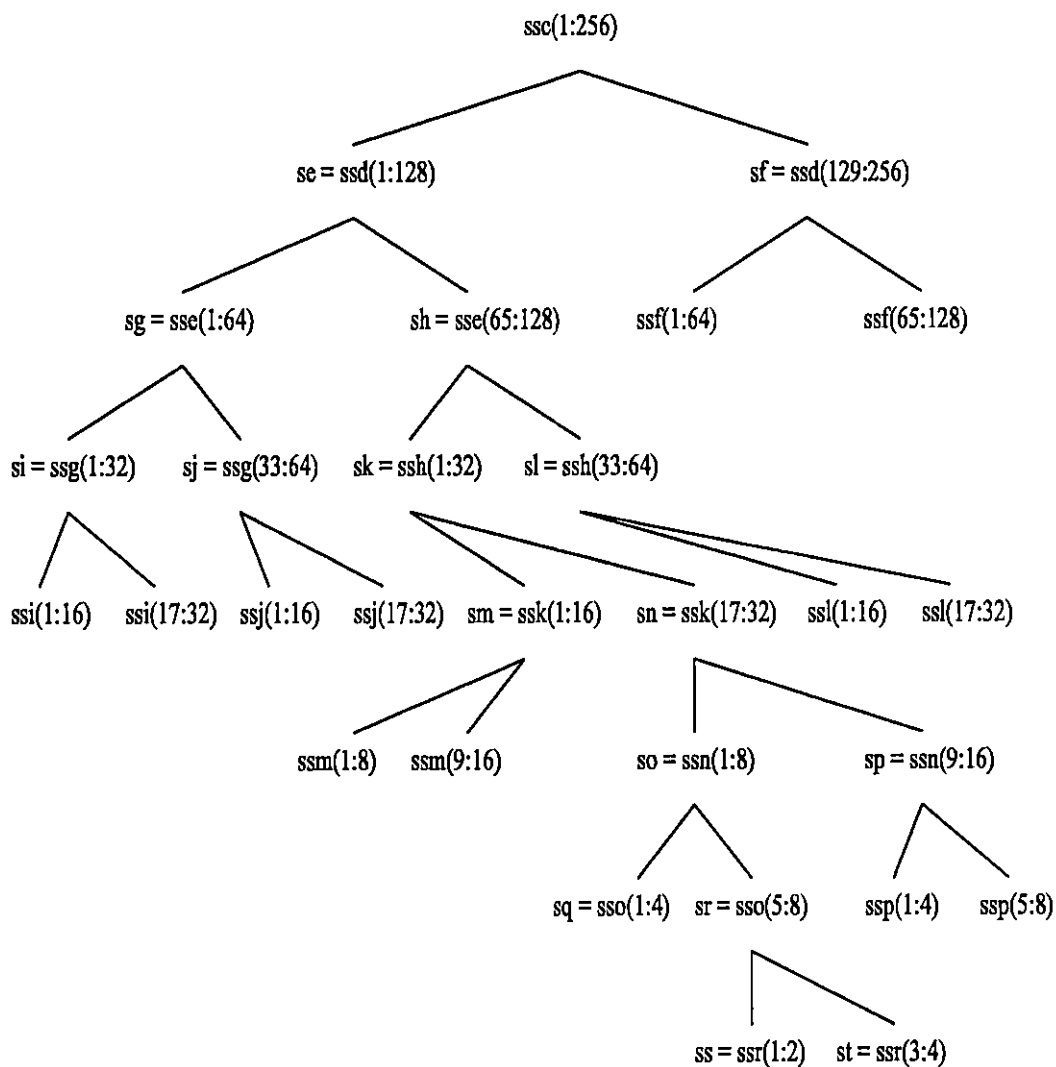 ssc(1:256)
se = ssd(1:128) sf = ssd(129:256)
sg = sse(1:64) sh = sse(65:128) ssf(1:64) ssf(65:128)
si = ssg(1:32) sj = ssg(33:64) sk = ssh(1:32) sl = ssh(33:64)
ssi(1:16) ssi(17:32) ssj(1:16) ssj(17:32) sm = ssk(1:16) sn = ssk(17:32) ssl(1:16) ssl(17:32)
ssm(1:8) ssm(9:16) so = ssn(1:8) sp = ssn(9:16)
sq = sso(1:4) sr = sso(5:8) ssp(1:4) ssp(5:8)
ss = ssr(1:2) st = ssr(3:4)